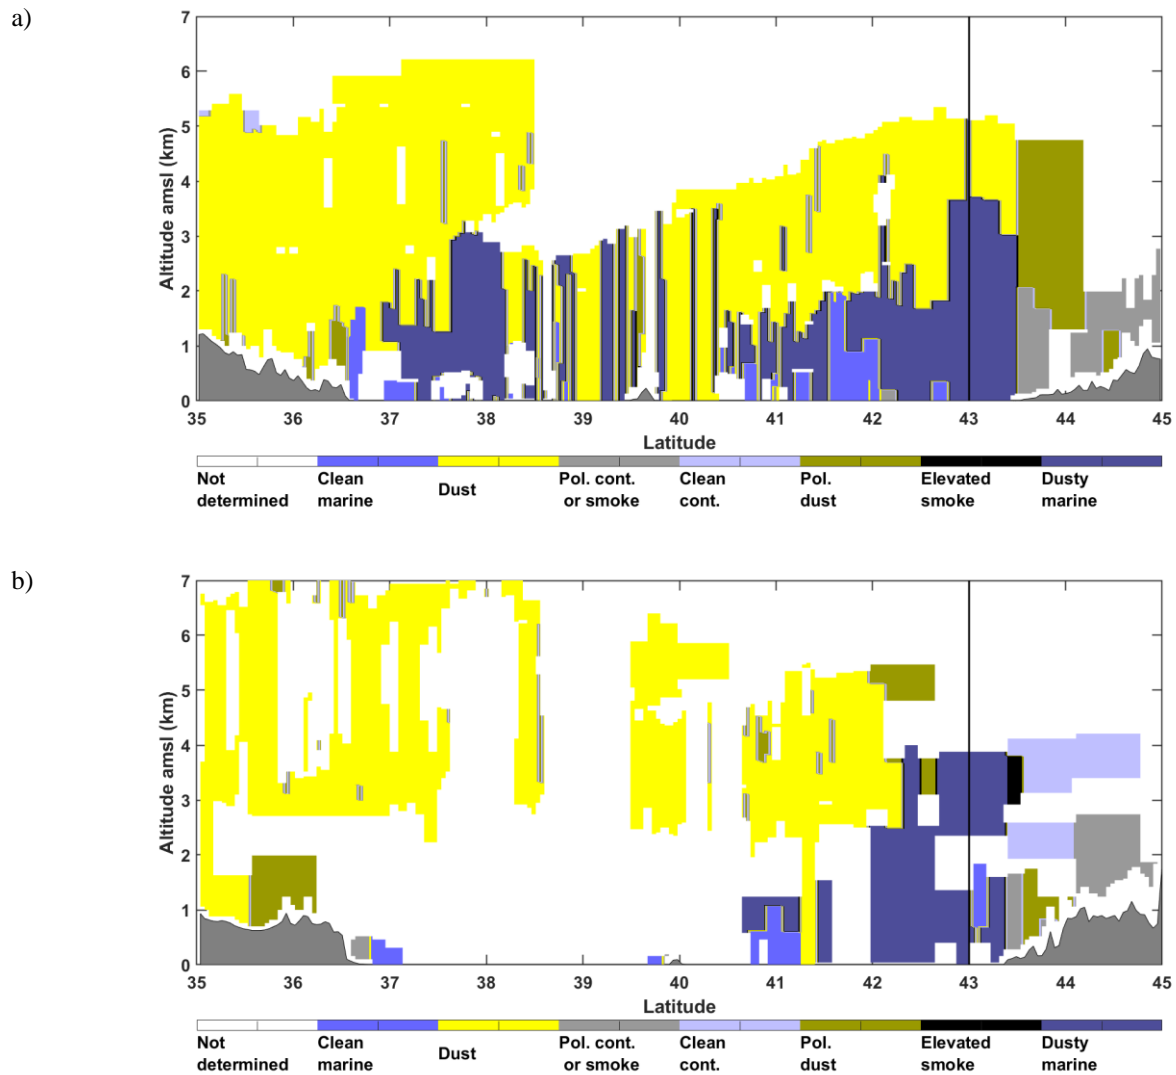 a)
7
6
5
4
3
2
1
0
Altitude amsl (km)
35 36 37 38 39 40 41 42 43 44 45
Latitude
Not determined
Clean marine
Dust
Pol. cont. or smoke
Clean cont.
Pol. dust
Elevated smoke
Dusty marine
b)
7
6
5
4
3
2
1
0
Altitude amsl (km)
35 36 37 38 39 40 41 42 43 44 45
Latitude
Not determined
Clean marine
Dust
Pol. cont. or smoke
Clean cont.
Pol. dust
Elevated smoke
Dusty marine